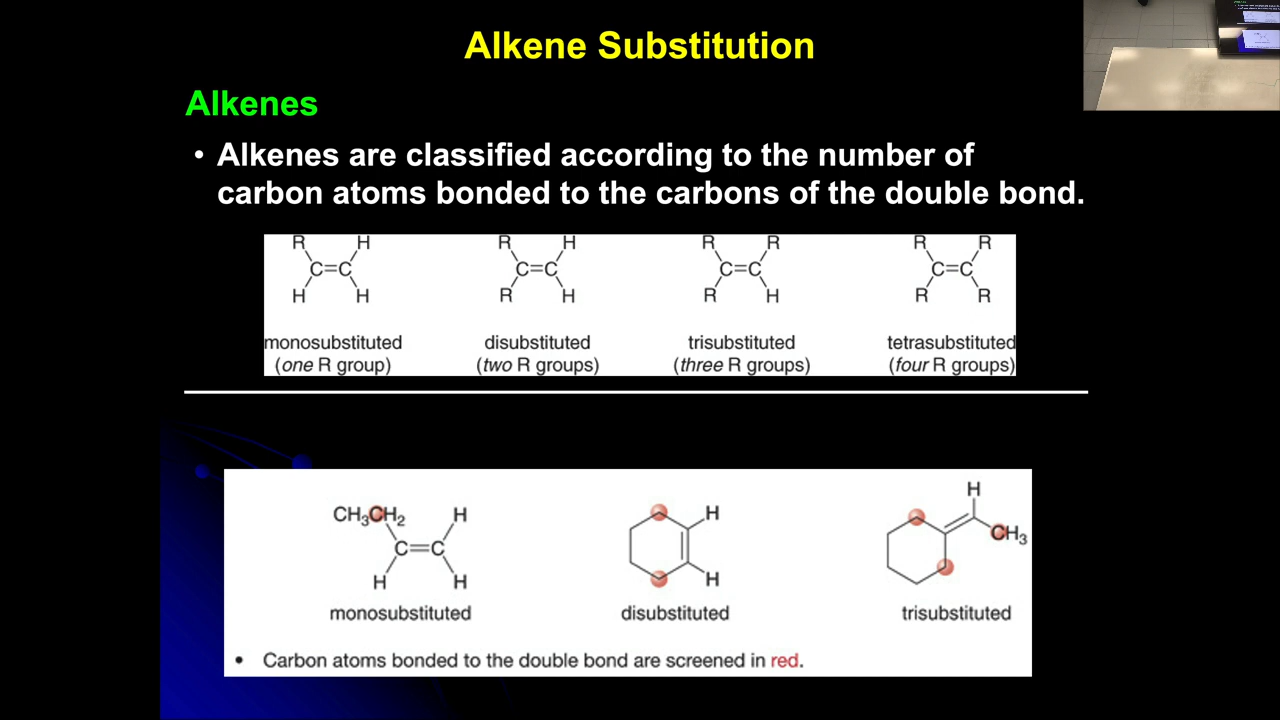 Alkene Substitution
Alkenes
• Alkenes are classified according to the number of
carbon atoms bonded to the carbons of the double bond.
R H R H R R R R
C=C C=C C=C C=C
H H R H R H R R
monosubstituted disubstituted trisubstituted tetrasubstituted
(one R group) (two R groups) (three R groups) (four R groups)
H
CH3CH2 H H CH3
C=C
H H H
monosubstituted disubstituted trisubstituted
• Carbon atoms bonded to the double bond are screened in red.